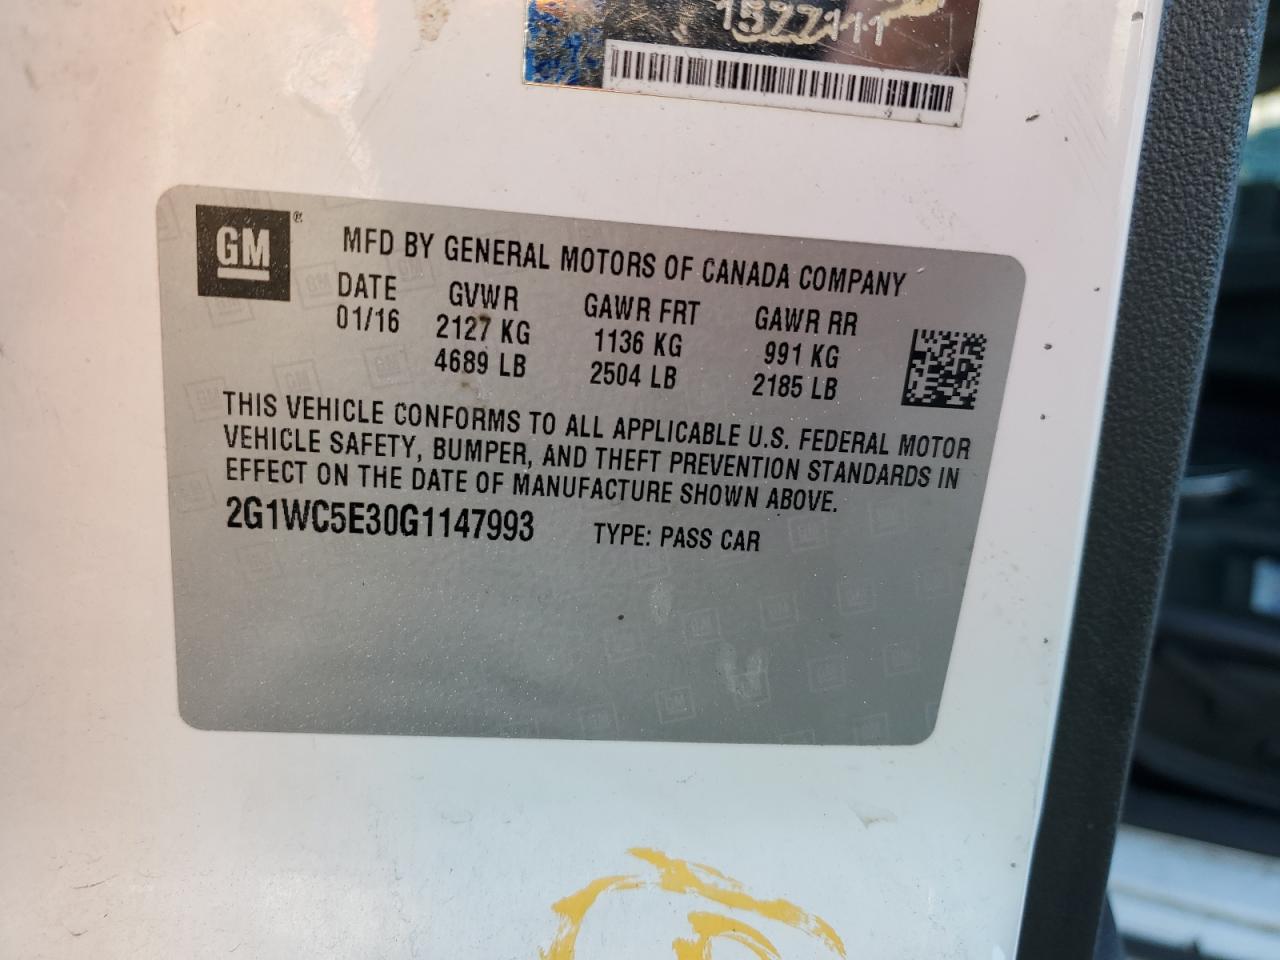 1522111
GM ®
MFD BY GENERAL MOTORS OF CANADA COMPANY
DATE GVWR GAWR FRT GAWR RR
01/16 2127 KG 1136 KG 991 KG
4689 LB 2504 LB 2185 LB
THIS VEHICLE CONFORMS TO ALL APPLICABLE U.S. FEDERAL MOTOR
VEHICLE SAFETY, BUMPER, AND THEFT PREVENTION STANDARDS IN
EFFECT ON THE DATE OF MANUFACTURE SHOWN ABOVE.
2G1WC5E30G1147993 TYPE: PASS CAR